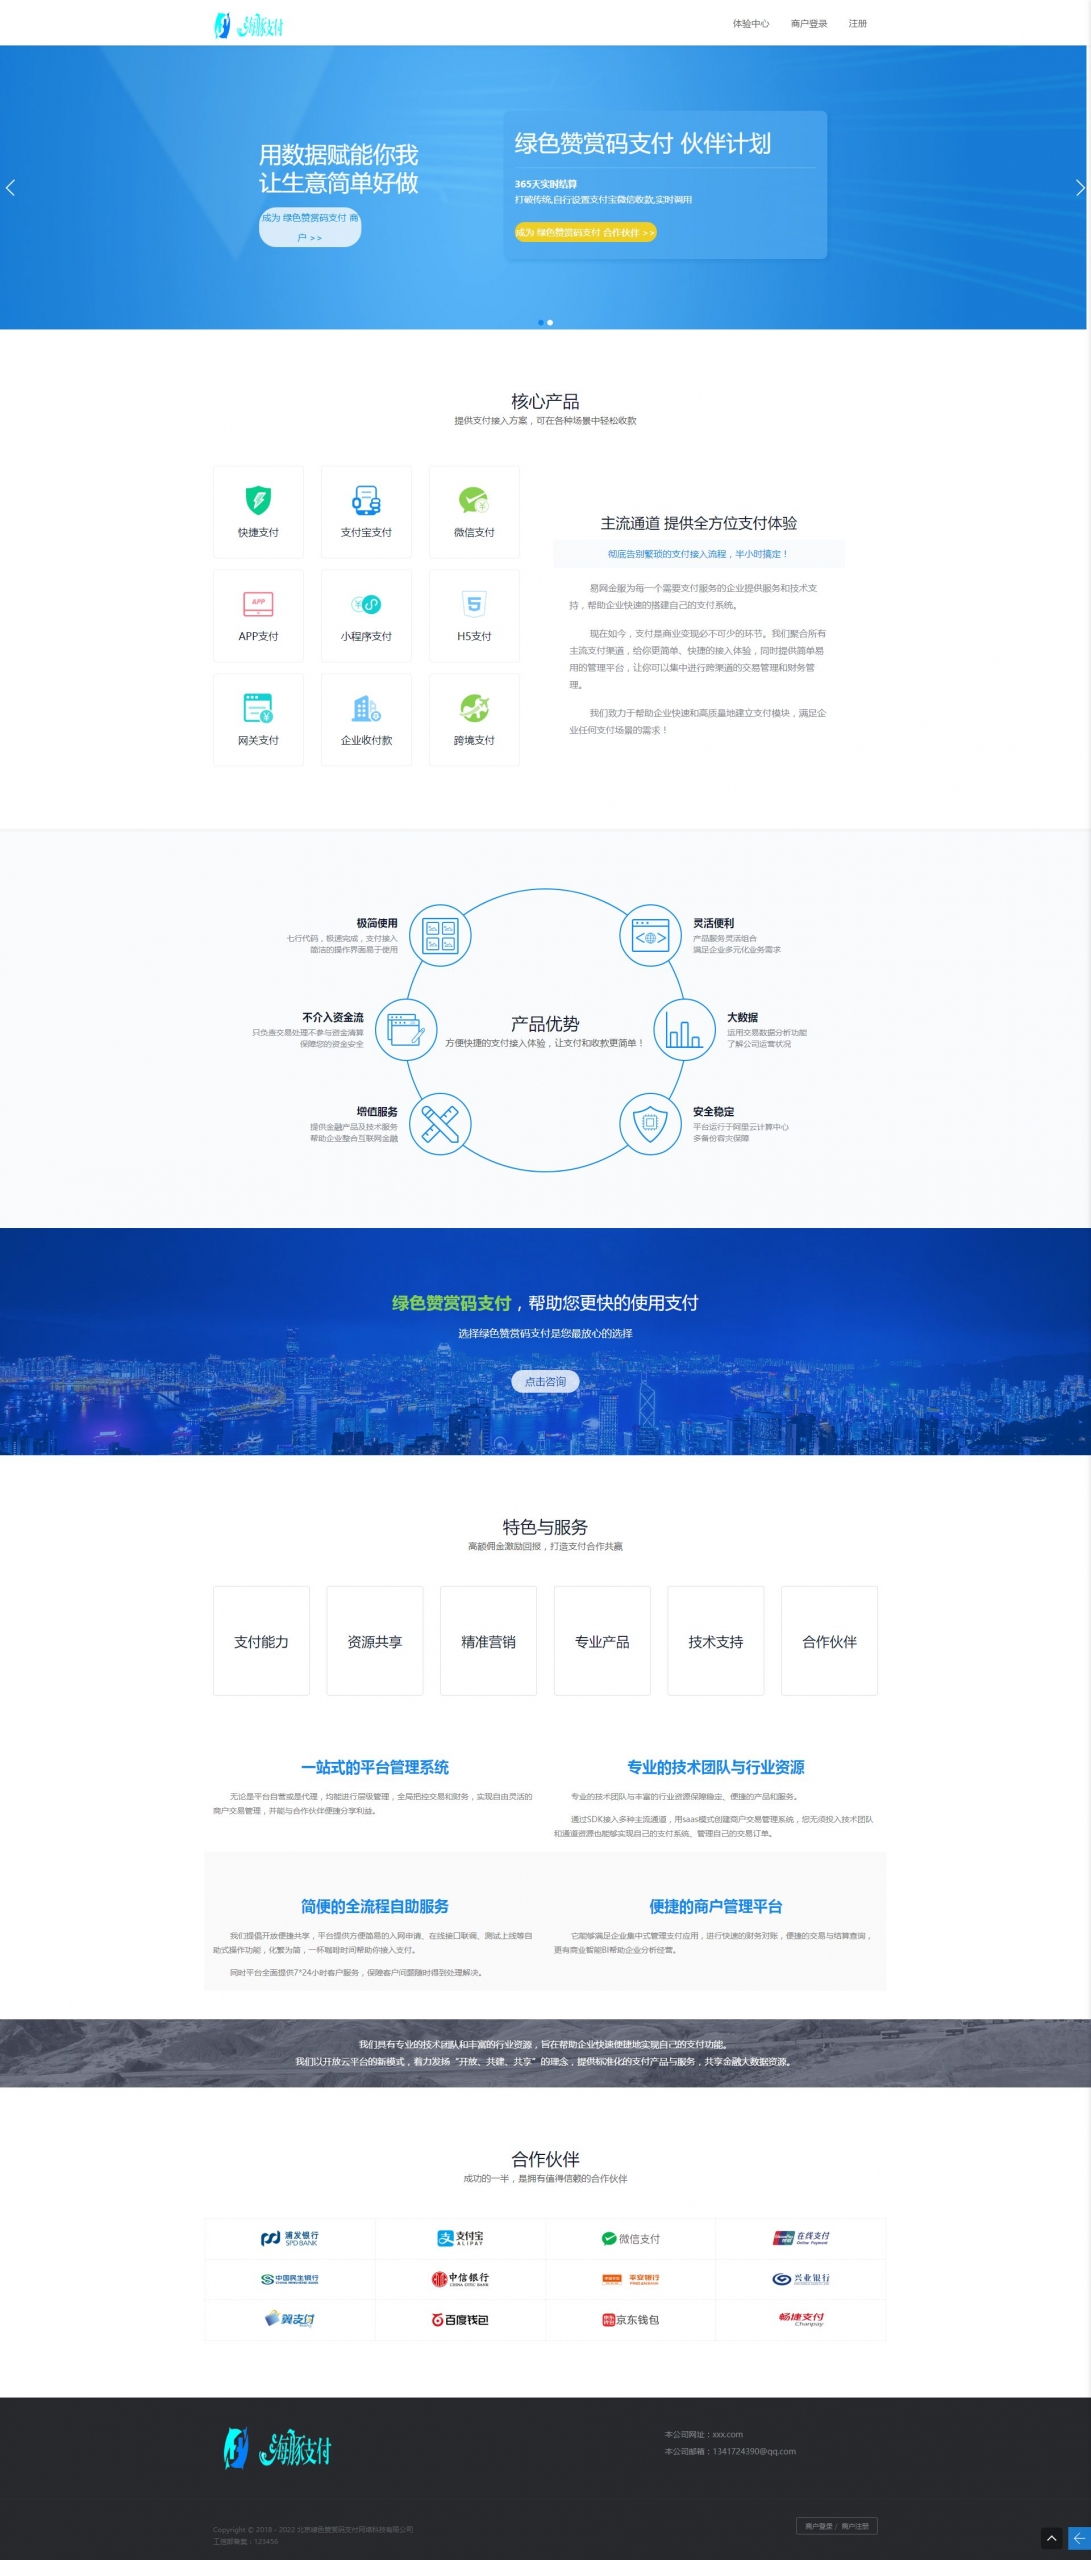 海豚支付
体验中心 商户登录 注册
用数据赋能你我
让生意简单好做
成为 绿色赞赏码支付 商
户 >>
绿色赞赏码支付 伙伴计划
365天实时结算
打破传统,自行设置支付宝微信收款,实时调用
成为 绿色赞赏码支付 合作伙伴 >>
核心产品
提供支付接入方案，可在各种场景中轻松收款
快捷支付
支付宝支付
微信支付
APP
APP支付
小程序支付
5
H5支付
网关支付
企业收付款
跨境支付
主流通道 提供全方位支付体验
彻底告别繁琐的支付接入流程，半小时搞定！
易网金服为每一个需要支付服务的企业提供服务和技术支
持，帮助企业快速的搭建自己的支付系统。
现在如今，支付是商业变现必不可少的环节。我们聚合所有
主流支付渠道，给你更简单、快捷的接入体验，同时提供简单易
用的管理平台，让你可以集中进行跨渠道的交易管理和财务管
理。
我们致力于帮助企业快速和高质量地建立支付模块，满足企
业任何支付场景的需求！
极简使用
七行代码，极速完成，支付接入
简洁的操作界面易于使用
灵活便利
产品服务灵活组合
满足企业多元化业务需求
不介入资金流
只负责交易处理不参与资金清算
保障您的资金安全
产品优势
方便快捷的支付接入体验，让支付和收款更简单！
大数据
运用交易数据分析功能
了解公司运营状况
增值服务
提供金融产品及技术服务
帮助企业整合互联网金融
安全稳定
平台运行于阿里云计算中心
多备份容灾保障
绿色赞赏码支付，帮助您更快的使用支付
选择绿色赞赏码支付是您最放心的选择
点击咨询
特色与服务
高额佣金激励回报，打造支付合作共赢
支付能力 资源共享 精准营销 专业产品 技术支持 合作伙伴
一站式的平台管理系统
无论是平台自营或是代理，均能进行层级管理，全局把控交易和财务，实现自由灵活的
商户交易管理，并能与合作伙伴便捷分享利益。
专业的技术团队与行业资源
专业的技术团队与丰富的行业资源保障稳定、便捷的产品和服务。
通过SDK接入多种主流通道，用saas模式创建商户交易管理系统，您无须投入技术团队
和通道资源也能够实现自己的支付系统、管理自己的交易订单。
简便的全流程自助服务
我们提倡开放便捷共享，平台提供方便简易的入网申请、在线接口联调、测试上线等自
助式操作功能，化繁为简，一杯咖啡时间帮助你接入支付。
同时平台全面提供7*24小时客户服务，保障客户问题随时得到处理解决。
便捷的商户管理平台
它能够满足企业集中式管理支付应用，进行快速的财务对账，便捷的交易与结算查询，
更有商业智能BI帮助企业分析经营。
我们具有专业的技术团队和丰富的行业资源，旨在帮助企业快速便捷地实现自己的支付功能。
我们以开放云平台的新模式，着力发扬“开放、共建、共享”的理念，提供标准化的支付产品与服务，共享金融大数据资源。
合作伙伴
成功的一半，是拥有值得信赖的合作伙伴
浦发银行
SPD BANK
支付宝
ALIPAY
微信支付
在线支付
Online Payment
中国民生银行
中信银行
CHINA CITIC BANK
平安银行
兴业银行
翼支付
百度钱包
京东钱包
畅捷支付
Chanpay
海豚支付
本公司网址：xxx.com
本公司邮箱：1341724390@qq.com
Copyright © 2018 - 2022 北京绿色赞赏码支付网络科技有限公司
工信部备案：123456
商户登录 / 商户注册